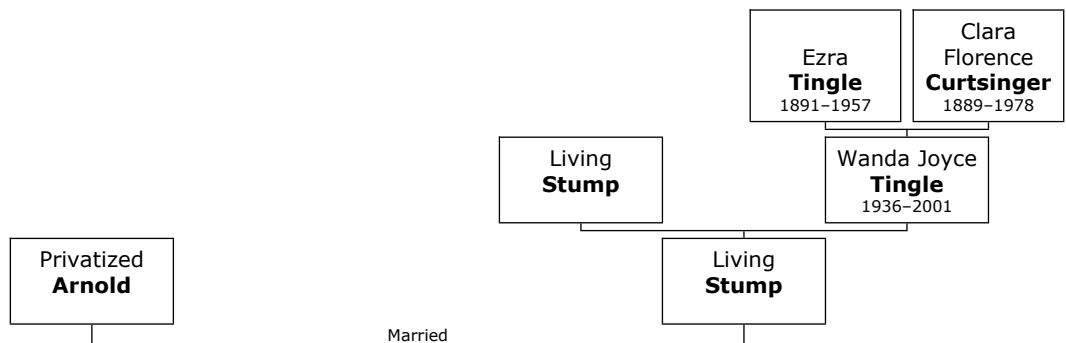 Ezra
Tingle
1891–1957
Clara
Florence
Curtsinger
1889–1978
Living
Stump
Wanda Joyce
Tingle
1936–2001
Privatized
Arnold
Living
Stump
Married